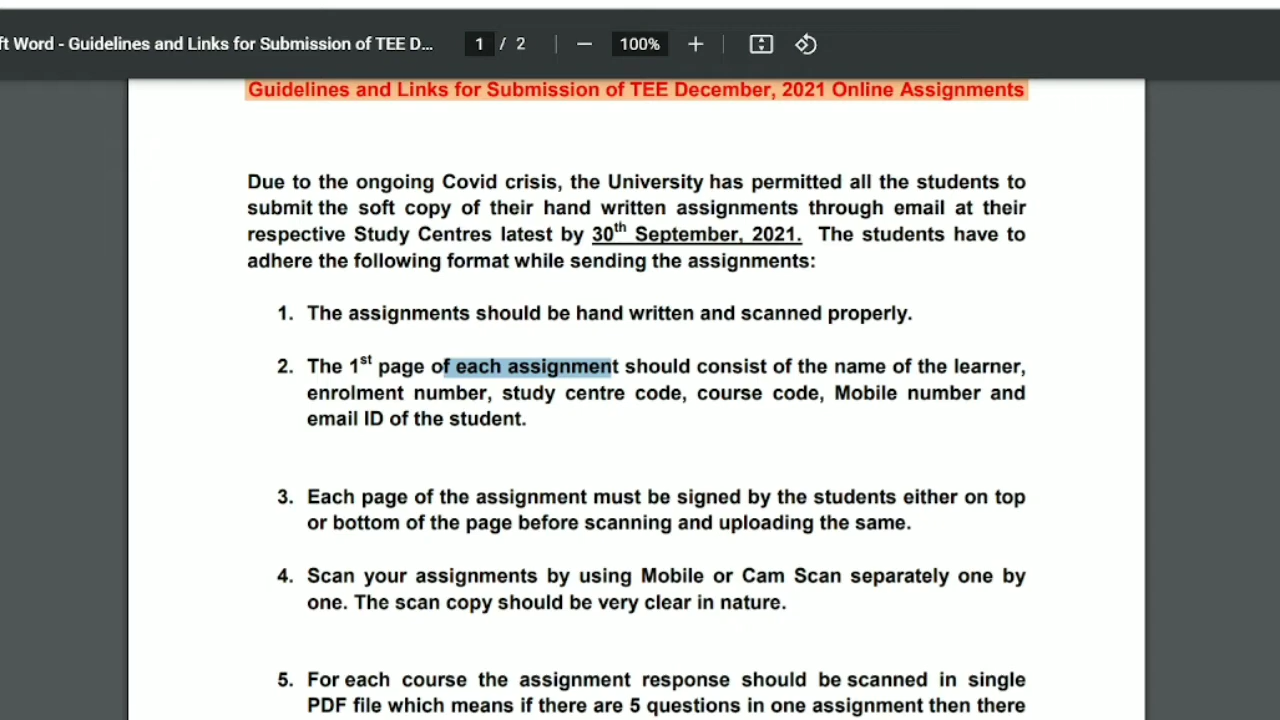 ft Word - Guidelines and Links for Submission of TEE D... 1 / 2 100%
Guidelines and Links for Submission of TEE December, 2021 Online Assignments
Due to the ongoing Covid crisis, the University has permitted all the students to
submit the soft copy of their hand written assignments through email at their
respective Study Centres latest by 30th September, 2021. The students have to
adhere the following format while sending the assignments:
1. The assignments should be hand written and scanned properly.
2. The 1st page of each assignment should consist of the name of the learner,
enrolment number, study centre code, course code, Mobile number and
email ID of the student.
3. Each page of the assignment must be signed by the students either on top
or bottom of the page before scanning and uploading the same.
4. Scan your assignments by using Mobile or Cam Scan separately one by
one. The scan copy should be very clear in nature.
5. For each course the assignment response should be scanned in single
PDF file which means if there are 5 questions in one assignment then there